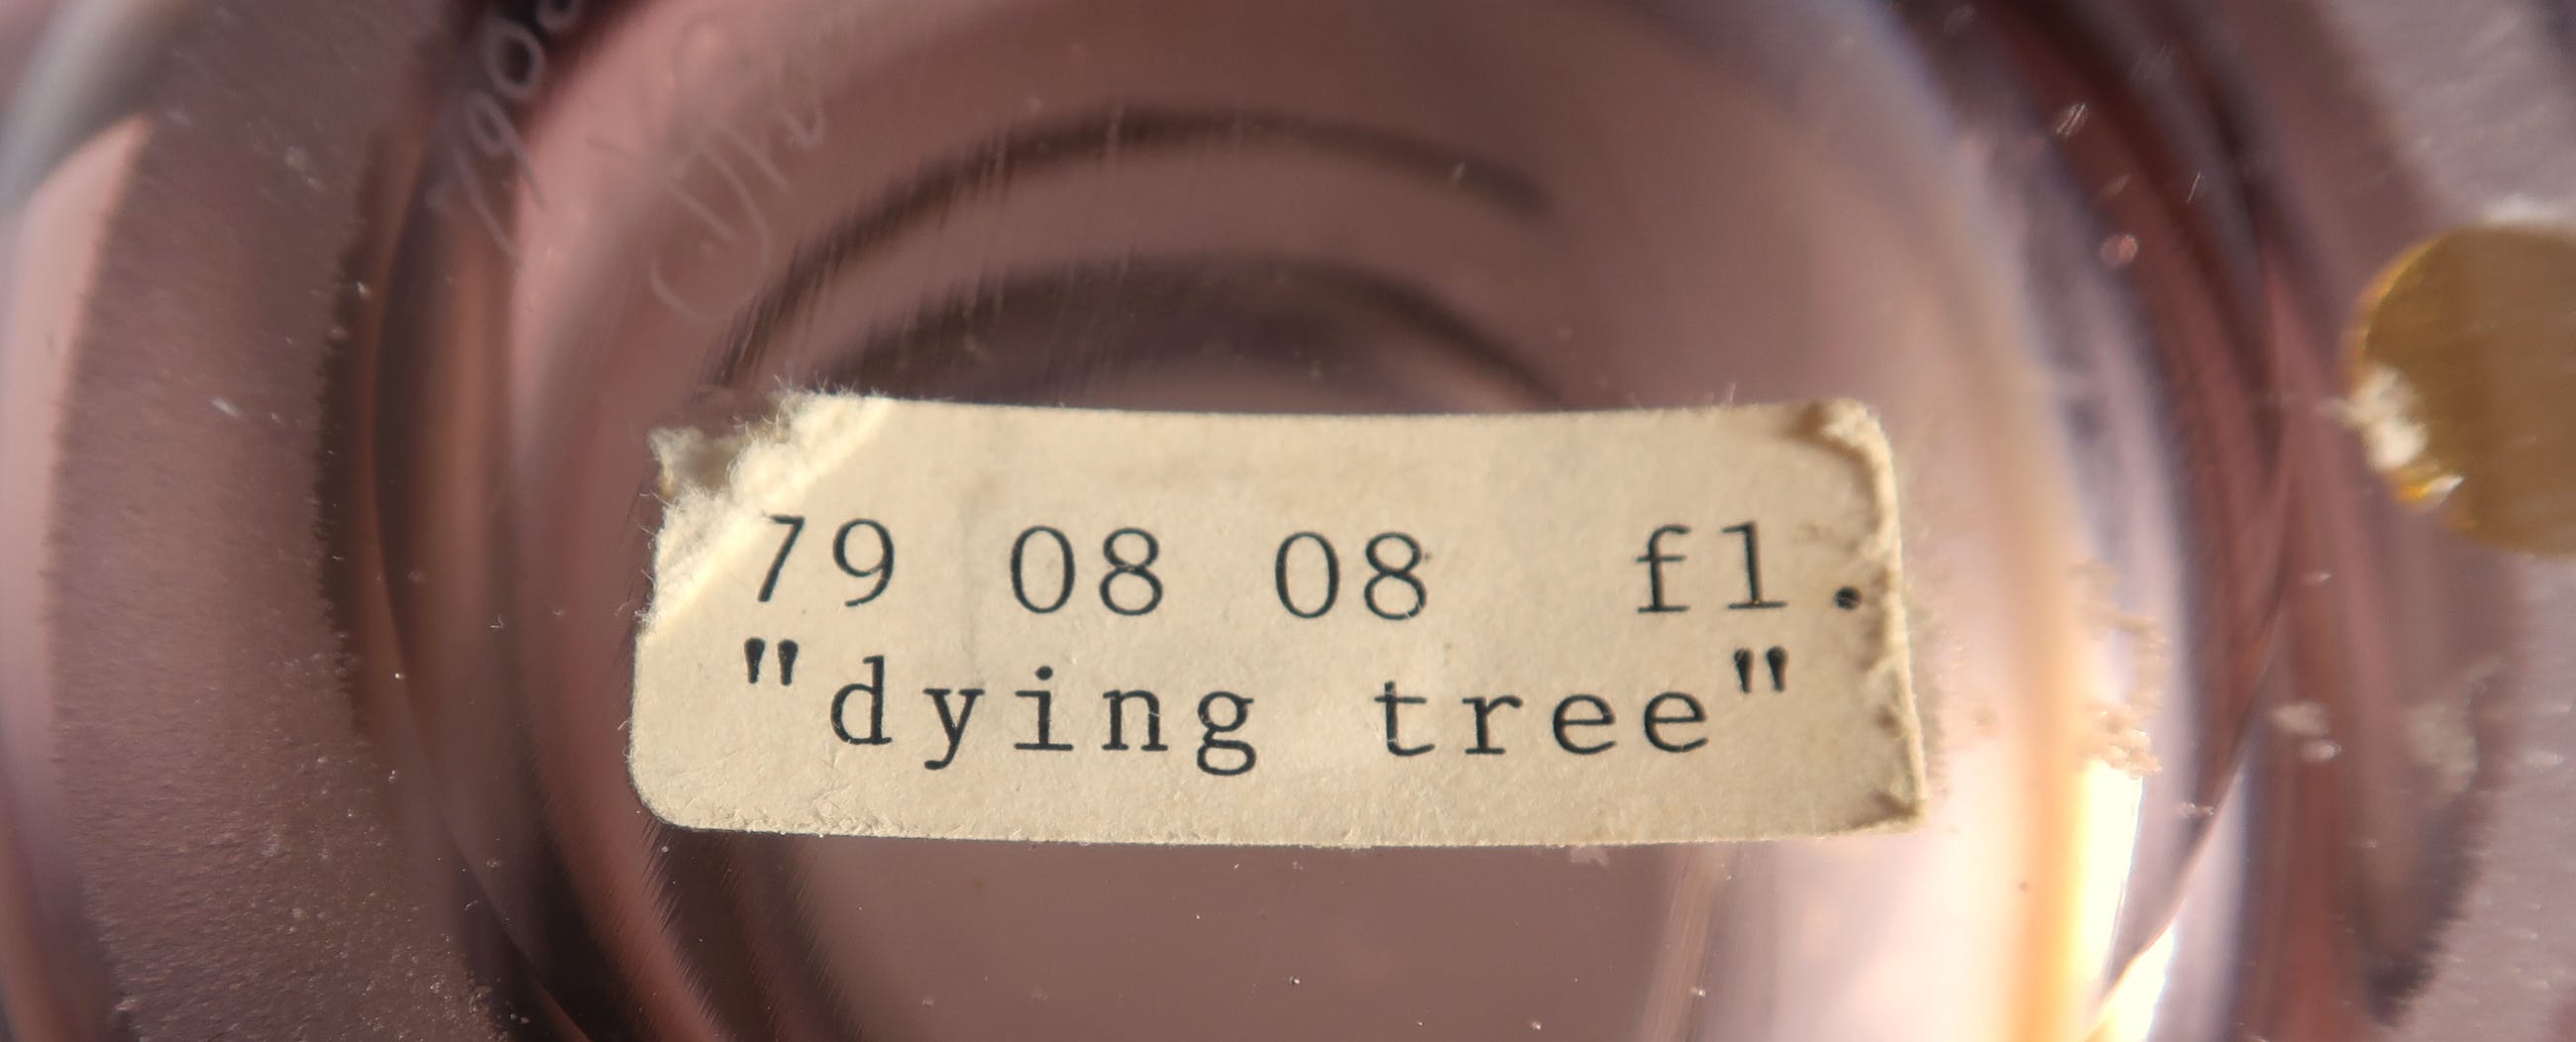 79 08 08 fl.
"dying tree"